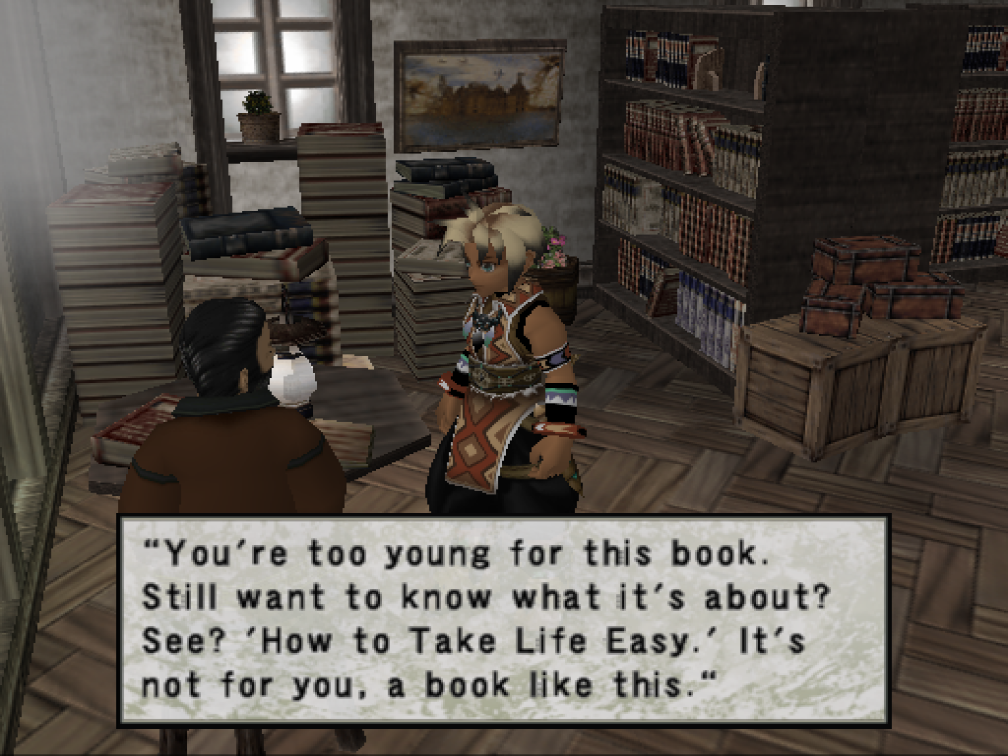 “You're too young for this book.
Still want to know what it's about?
See? 'How to Take Life Easy.' It's
not for you, a book like this.“